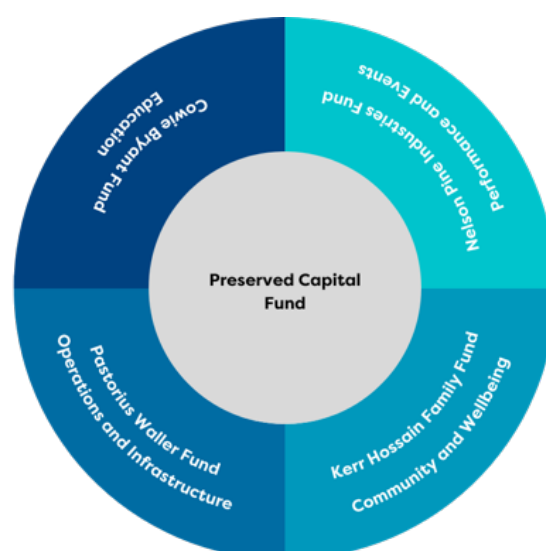 Education
Cowie Bryant Fund
Performance and Events
Nelson Pine Industries Fund
Preserved Capital
Fund
Pastorius Waller Fund
Operations and Infrastructure
Kerr Hossain Family Fund
Community and Wellbeing